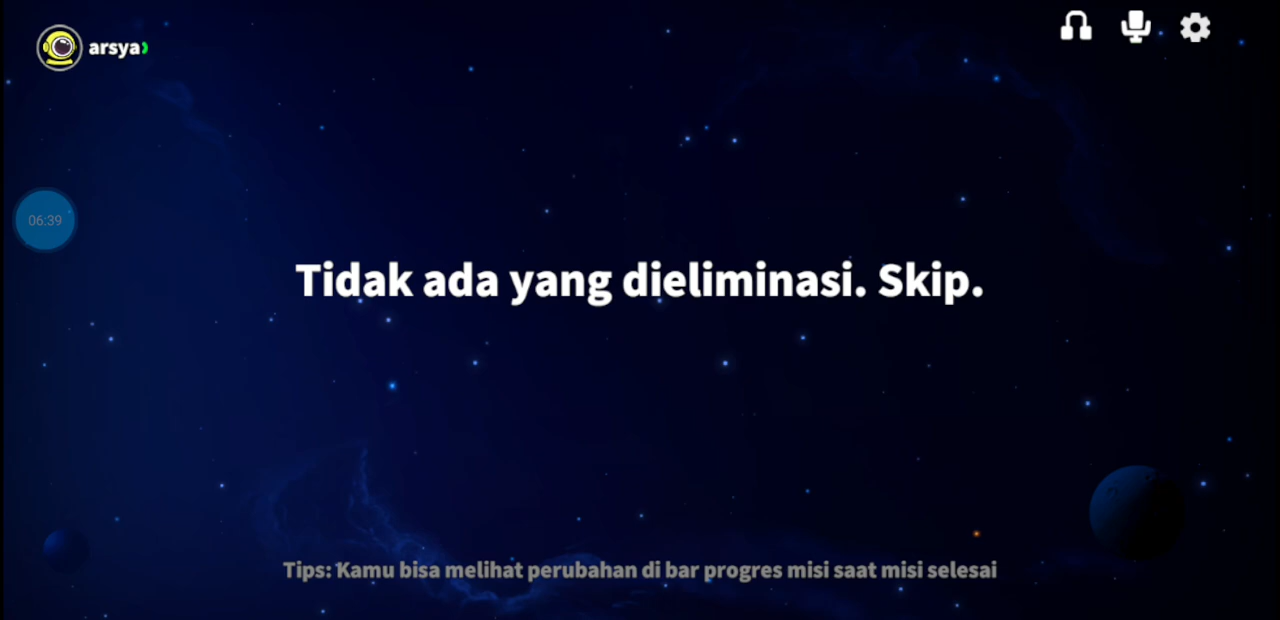 arsya
06:39
Tidak ada yang dieliminasi. Skip.
Tips: Kamu bisa melihat perubahan di bar progres misi saat misi selesai